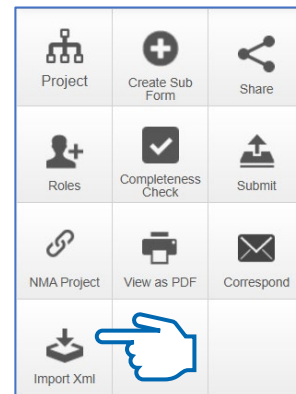 Project
Create Sub
Form
Share
Roles
Completeness
Check
Submit
NMA Project
View as PDF
Correspond
Import Xml